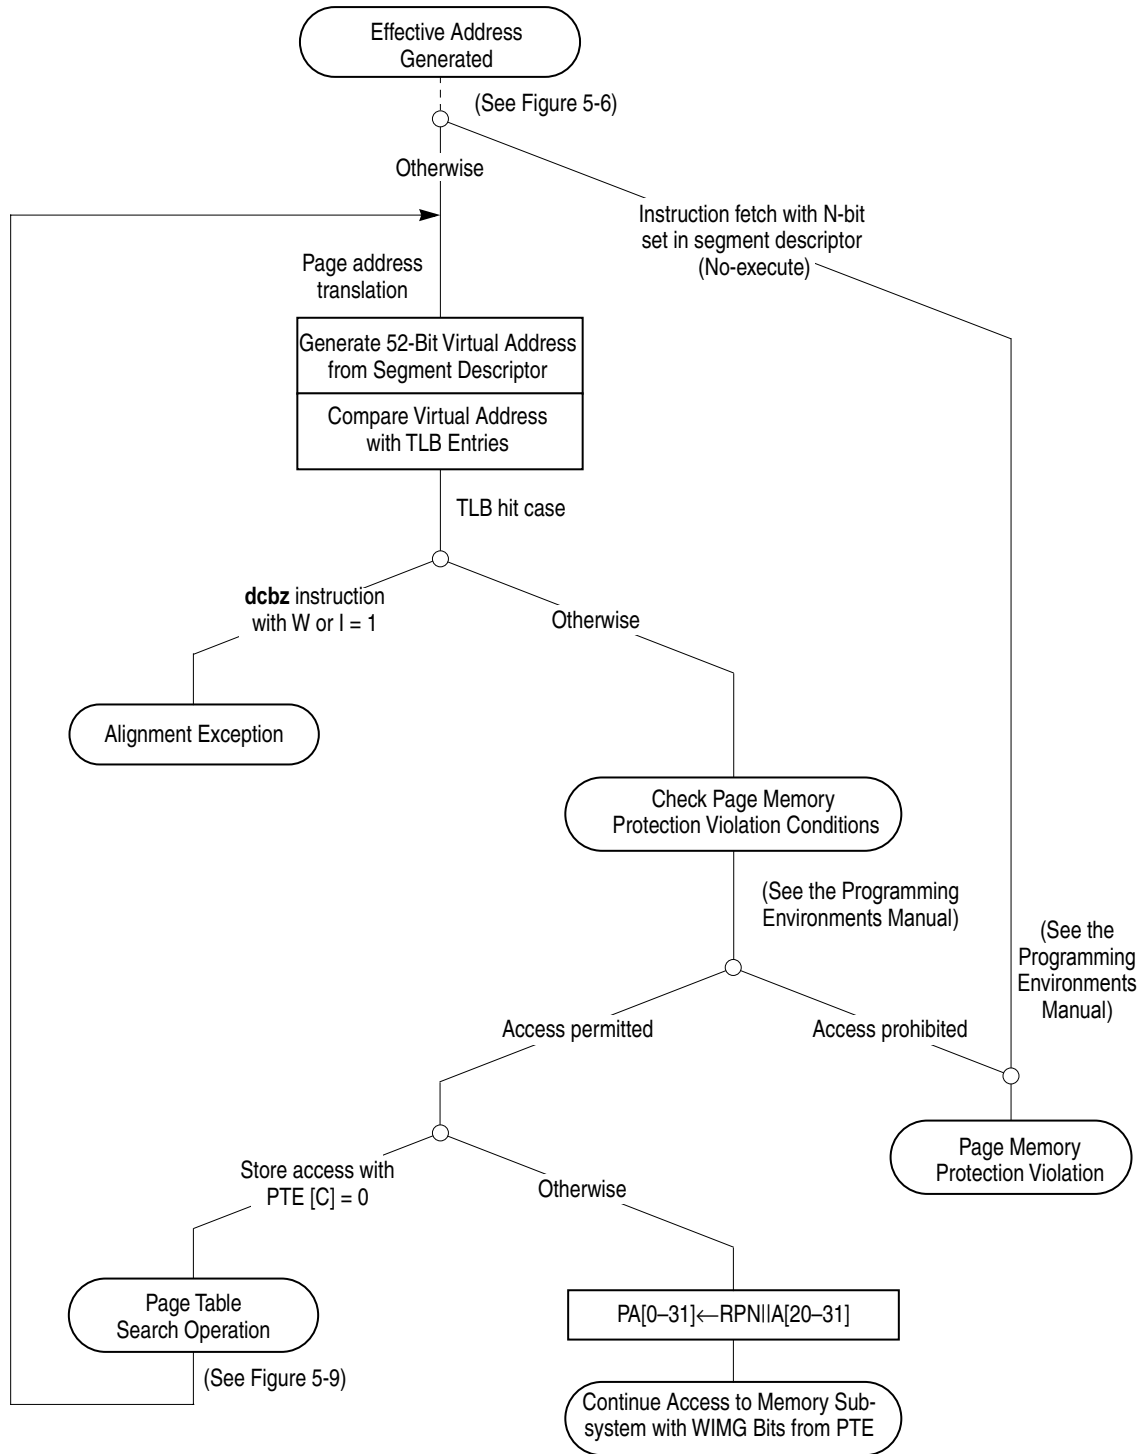 Effective Address
Generated
(See Figure 5-6)
Otherwise
Instruction fetch with N-bit
set in segment descriptor
(No-execute)
Page address
translation
Generate 52-Bit Virtual Address
from Segment Descriptor
Compare Virtual Address
with TLB Entries
TLB hit case
dcbz instruction
with W or I = 1
Otherwise
Alignment Exception
Check Page Memory
Protection Violation Conditions
(See the Programming
Environments Manual)
(See the
Programming
Environments
Manual)
Access permitted
Access prohibited
Page Memory
Protection Violation
Store access with
PTE [C] = 0
Otherwise
Page Table
Search Operation
PA[0–31]←RPN||A[20–31]
(See Figure 5-9)
Continue Access to Memory Sub-
system with WIMG Bits from PTE